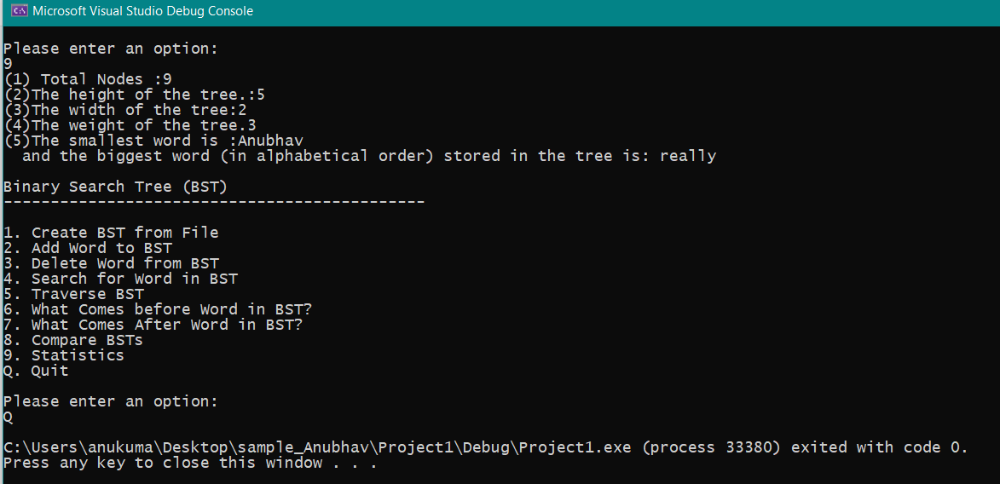 Microsoft Visual Studio Debug Console
Please enter an option:
9
(1) Total Nodes :9
(2)The height of the tree.:5
(3)The width of the tree:2
(4)The weight of the tree.3
(5)The smallest word is :Anubhav
  and the biggest word (in alphabetical order) stored in the tree is: really
Binary Search Tree (BST)
---------------------------------------------
1. Create BST from File
2. Add Word to BST
3. Delete Word from BST
4. Search for Word in BST
5. Traverse BST
6. What Comes before Word in BST?
7. What Comes After Word in BST?
8. Compare BSTs
9. Statistics
Q. Quit
Please enter an option:
Q
C:\Users\anukuma\Desktop\sample_Anubhav\Project1\Debug\Project1.exe (process 33380) exited with code 0.
Press any key to close this window . . .